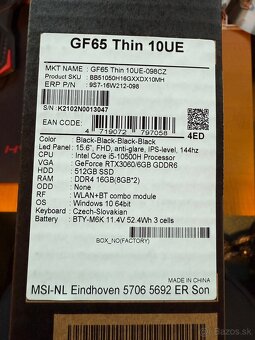 GF65 Thin 10UE
MKT NAME : GF65 Thin 10UE-098CZ
Product SKU : BB51050H16GXXDX10MH
ERP P/N : 9S7-16W212-098
S/N : K2102N0013047
EAN CODE :
4 719072 797058
4ED
Color : Black-Black-Black-Black
Led Panel : 15.6", FHD, anti-glare, IPS-level, 144hz
CPU : Intel Core i5-10500H Processor
VGA : GeForce RTX3060/6GB GDDR6
HDD : 512GB SSD
RAM : DDR4 16GB(8GB*2)
ODD : None
RF : WLAN+BT combo module
OS : Windows 10 64bit
Keyboard : Czech-Slovakian
Battery : BTY-M6K 11.4V 52.4Wh 3 cells
BOX_NO(FACTORY)
MSI-NL Eindhoven 5706 5692 ER Son
bazos.sk